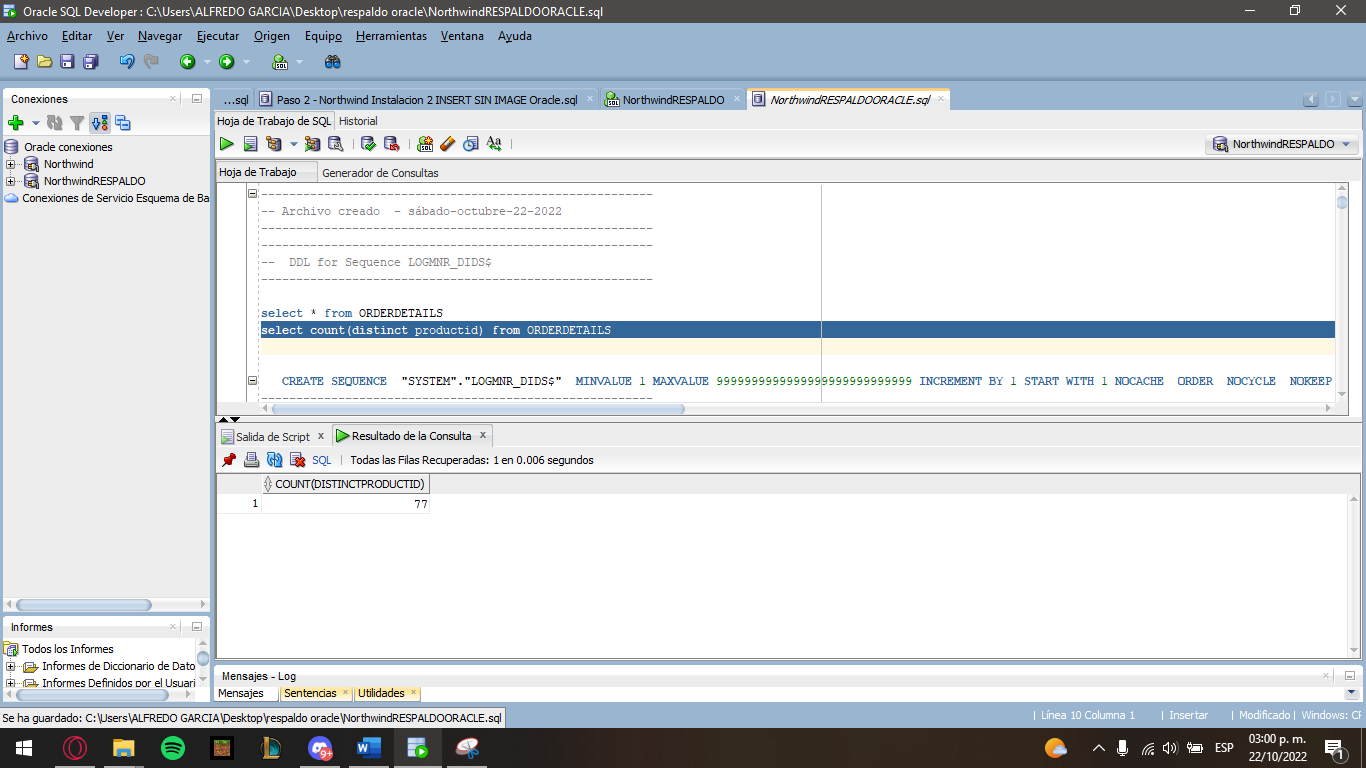 Oracle SQL Developer : C:\Users\ALFREDO GARCIA\Desktop\respaldo oracle\NorthwindRESPALDOORACLE.sql
Archivo Editar Ver Navegar Ejecutar Origen Equipo Herramientas Ventana Ayuda
Conexiones
Oracle conexiones
Northwind
NorthwindRESPALDO
Conexiones de Servicio Esquema de Ba
Informes
Todos los Informes
Informes de Diccionario de Dato
Informes Definidos por el Usuari
...sql
Paso 2 - Northwind Instalacion 2 INSERT SIN IMAGE Oracle.sql
NorthwindRESPALDO
NorthwindRESPALDOORACLE.sql
Hoja de Trabajo de SQL Historial
NorthwindRESPALDO
Hoja de Trabajo Generador de Consultas
--------------------------------------------------------
-- Archivo creado  - sábado-octubre-22-2022
--------------------------------------------------------
--------------------------------------------------------
--  DDL for Sequence LOGMNR_DIDS$
--------------------------------------------------------
select * from ORDERDETAILS
select count(distinct productid) from ORDERDETAILS
CREATE SEQUENCE  "SYSTEM"."LOGMNR_DIDS$"  MINVALUE 1 MAXVALUE 9999999999999999999999999999 INCREMENT BY 1 START WITH 1 NOCACHE  ORDER  NOCYCLE  NOKEEP
--------------------------------------------------------
Salida de Script x Resultado de la Consulta x
SQL | Todas las Filas Recuperadas: 1 en 0.006 segundos
COUNT(DISTINCTPRODUCTID)
1 77
Mensajes - Log
Mensajes Sentencias Utilidades
Se ha guardado: C:\Users\ALFREDO GARCIA\Desktop\respaldo oracle\NorthwindRESPALDOORACLE.sql
Línea 10 Columna 1 | Insertar | Modificado | Windows: CR
9+
ESP
03:00 p. m.
22/10/2022
1